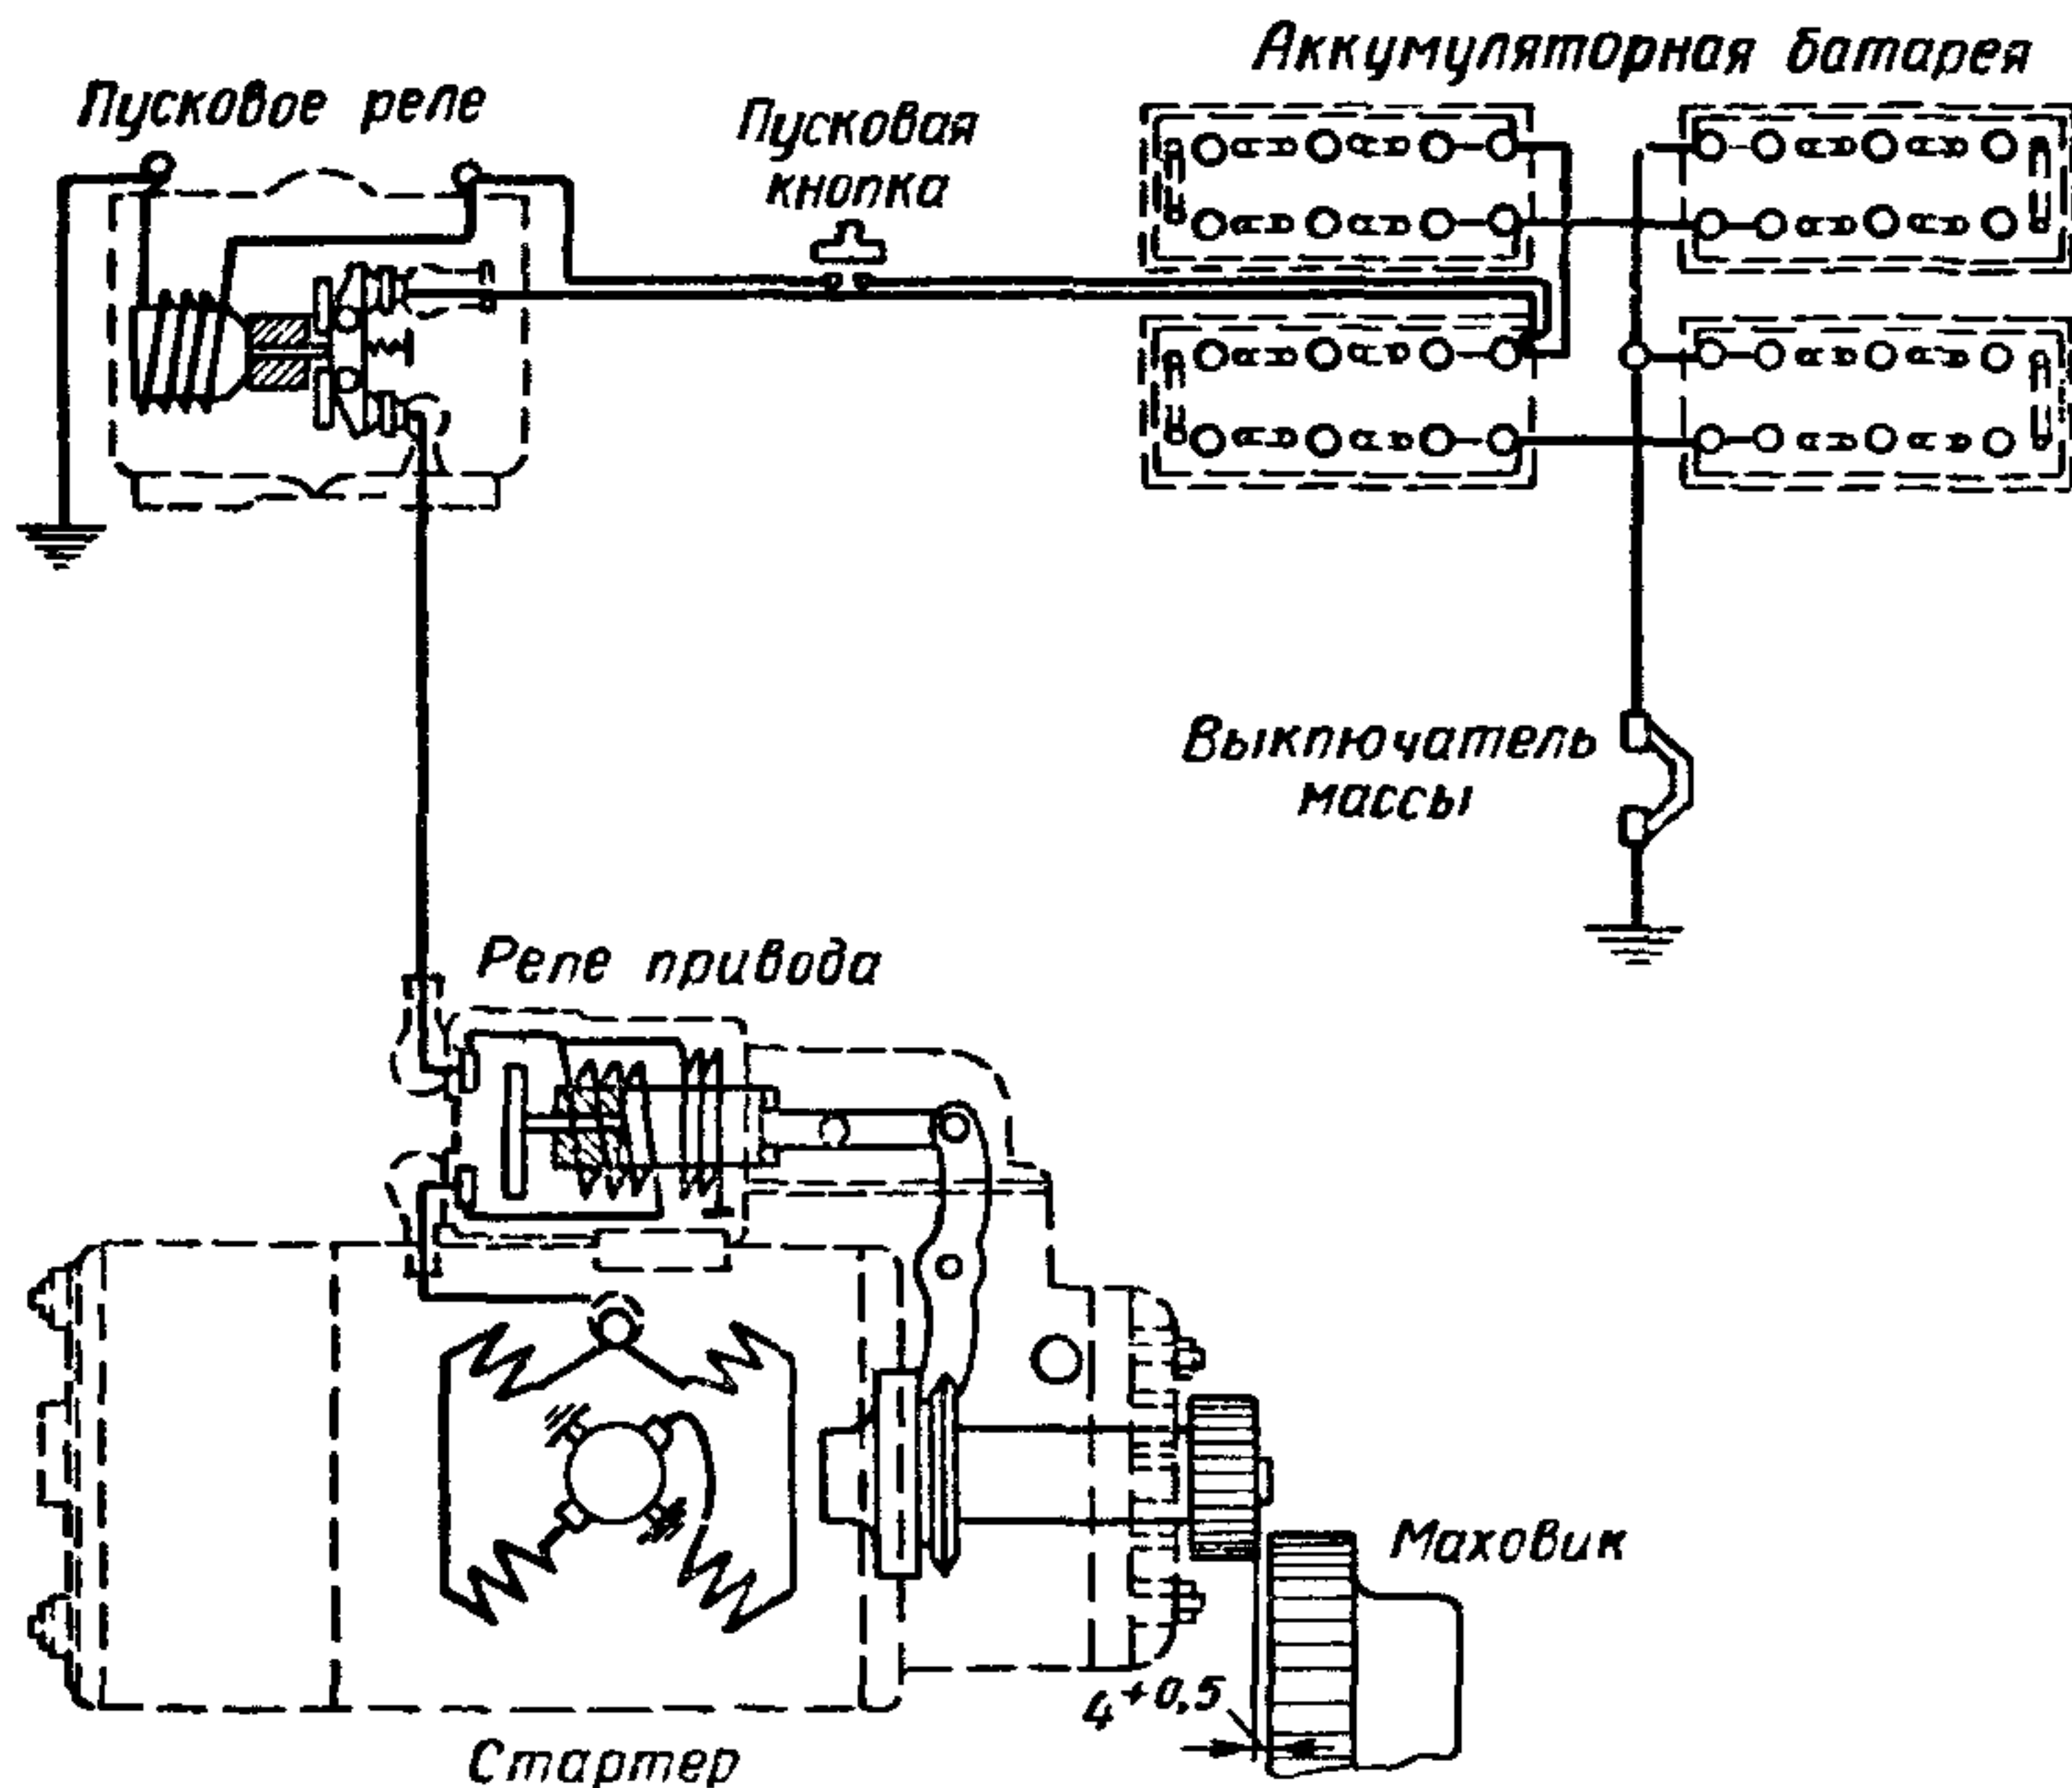 Аккумуляторная батарея
Пусковое реле
Пусковая
кнопка
Выключатель
массы
Реле привода
Маховик
4+0,5
Стартер